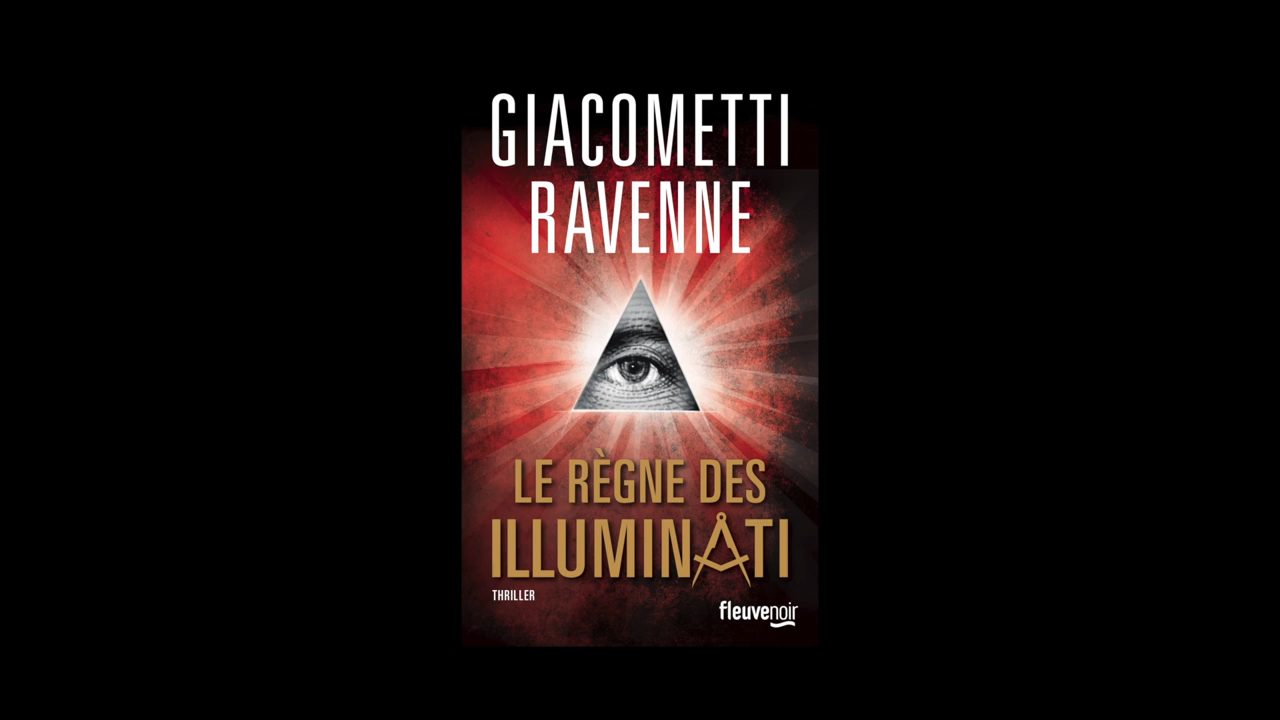 GIACOMETTI
RAVENNE
LE RÈGNE DES
ILLUMINATI
THRILLER
fleuvenoir